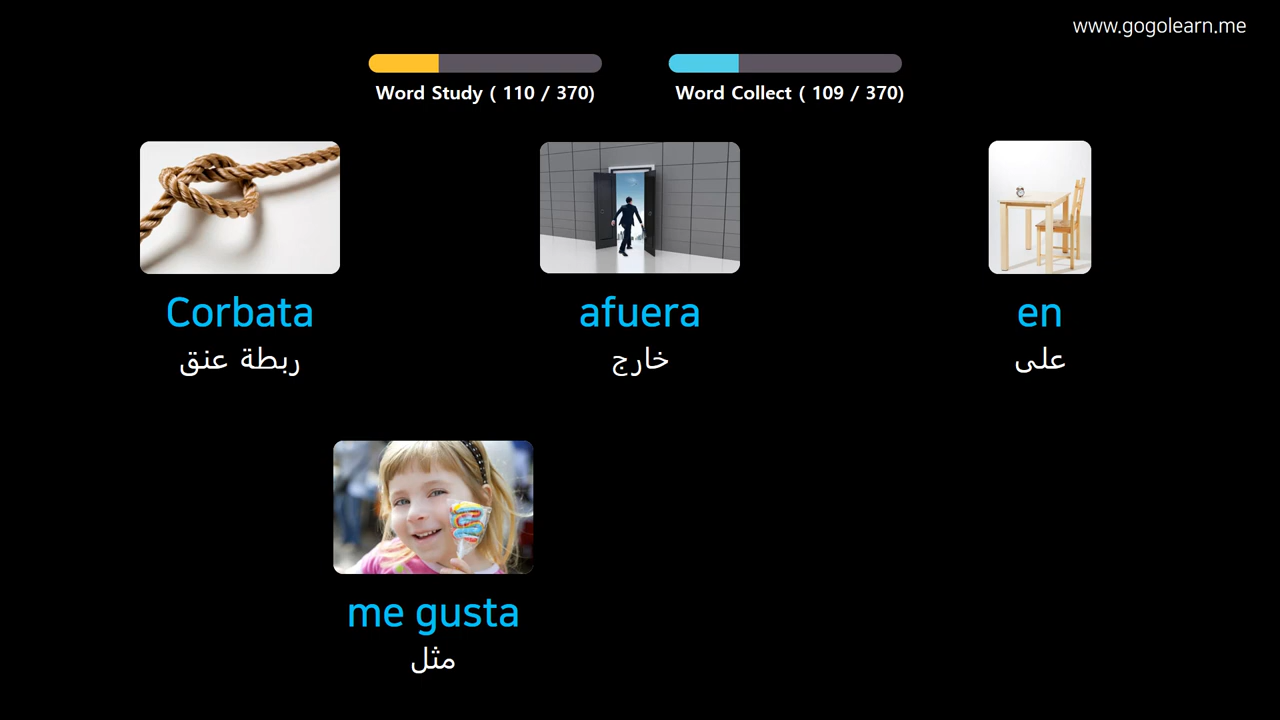 www.gogolearn.me
Word Study ( 110 / 370)
Word Collect ( 109 / 370)
Corbata
ربطة عنق
afuera
خارج
en
على
me gusta
مثل